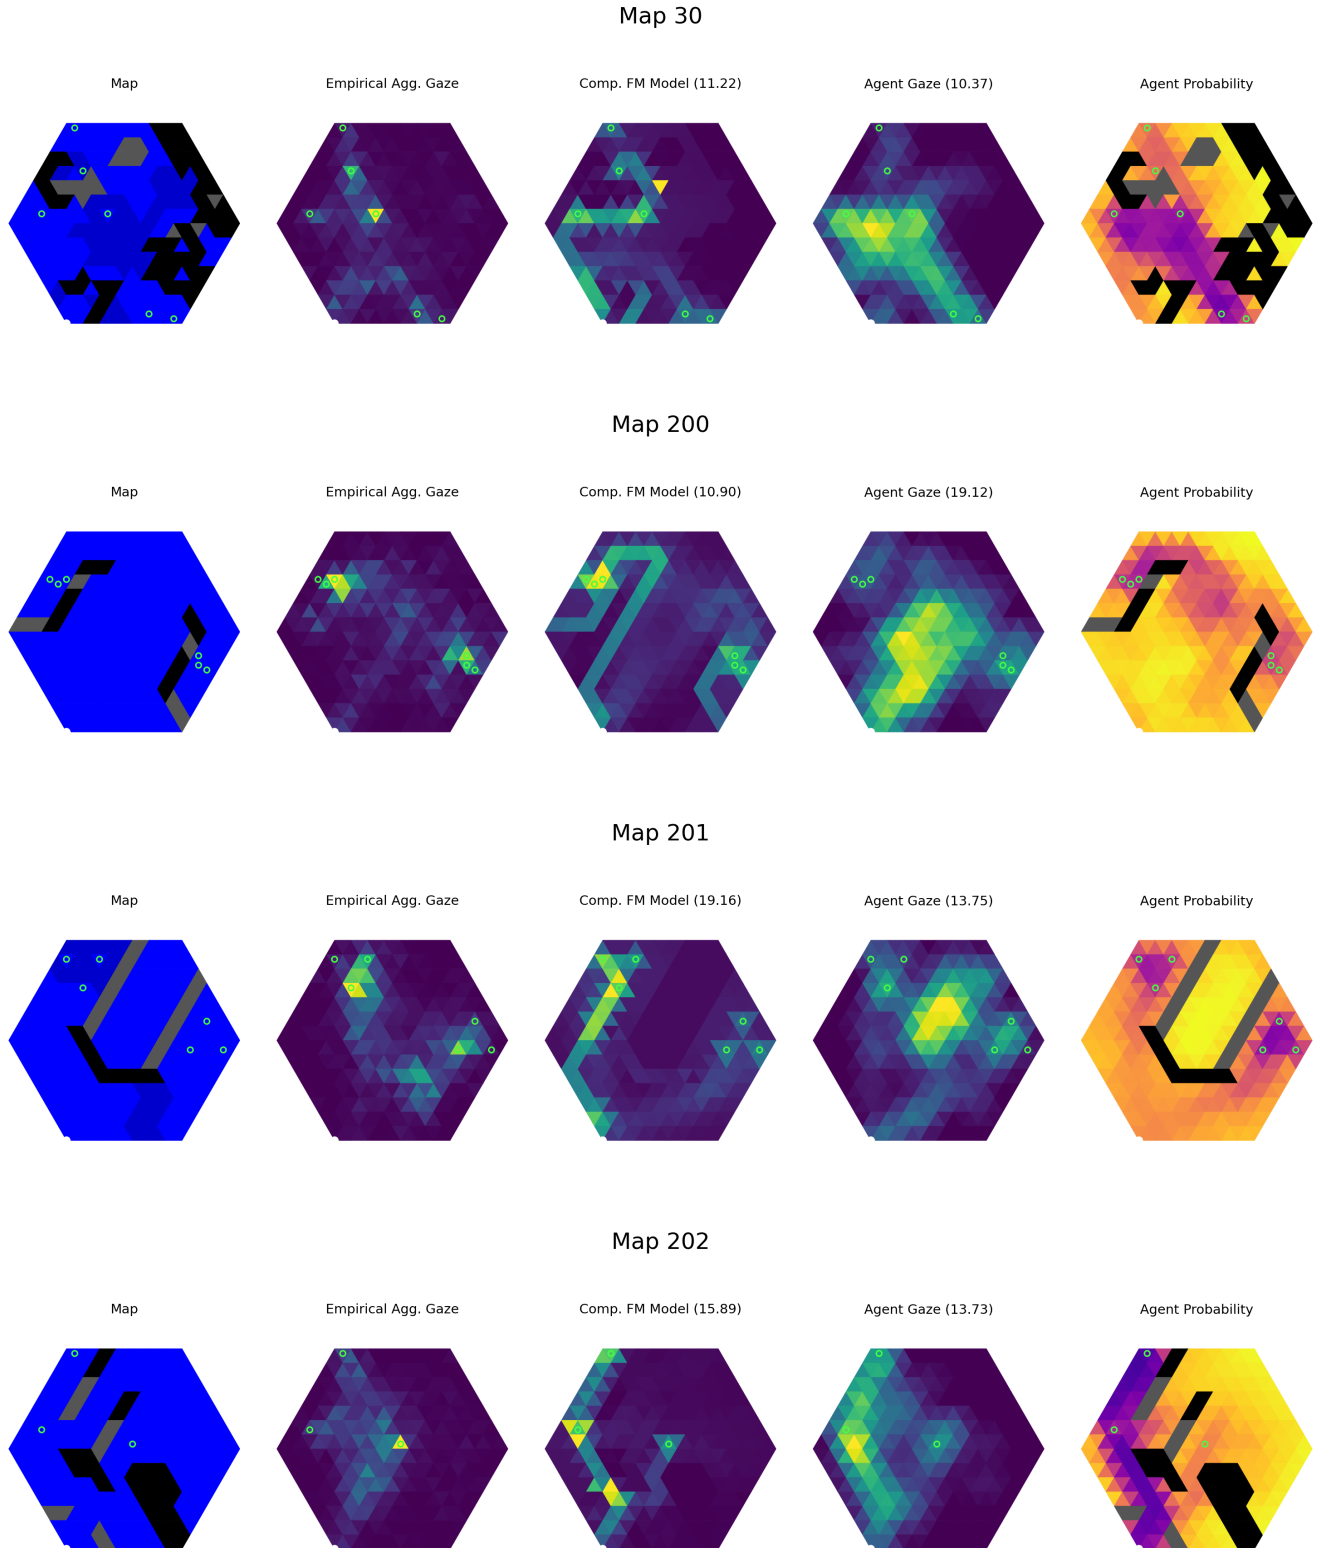 Map 30
Map
Empirical Agg. Gaze
Comp. FM Model (11.22)
Agent Gaze (10.37)
Agent Probability
Map 200
Map
Empirical Agg. Gaze
Comp. FM Model (10.90)
Agent Gaze (19.12)
Agent Probability
Map 201
Map
Empirical Agg. Gaze
Comp. FM Model (19.16)
Agent Gaze (13.75)
Agent Probability
Map 202
Map
Empirical Agg. Gaze
Comp. FM Model (15.89)
Agent Gaze (13.73)
Agent Probability